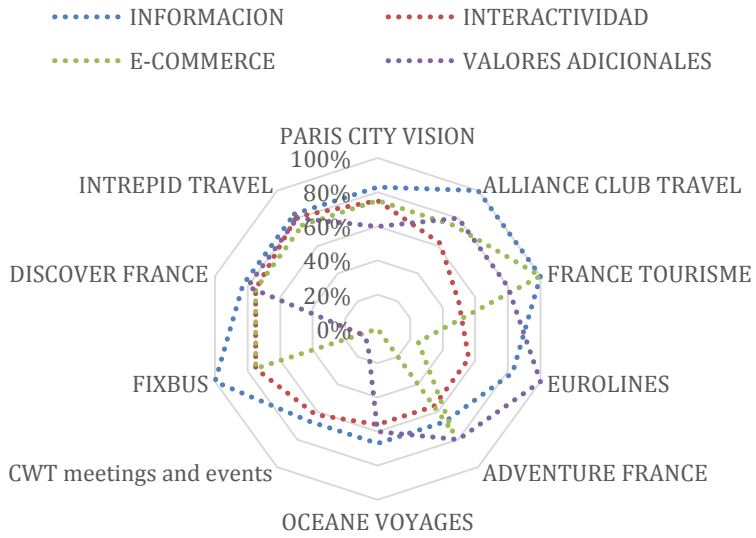 INFORMACION
INTERACTIVIDAD
E-COMMERCE
VALORES ADICIONALES
PARIS CITY VISION
100%
INTREPID TRAVEL
80%
ALLIANCE CLUB TRAVEL
60%
40%
DISCOVER FRANCE
FRANCE TOURISME
20%
0%
FIXBUS
EUROLINES
CWT meetings and events
ADVENTURE FRANCE
OCEANE VOYAGES